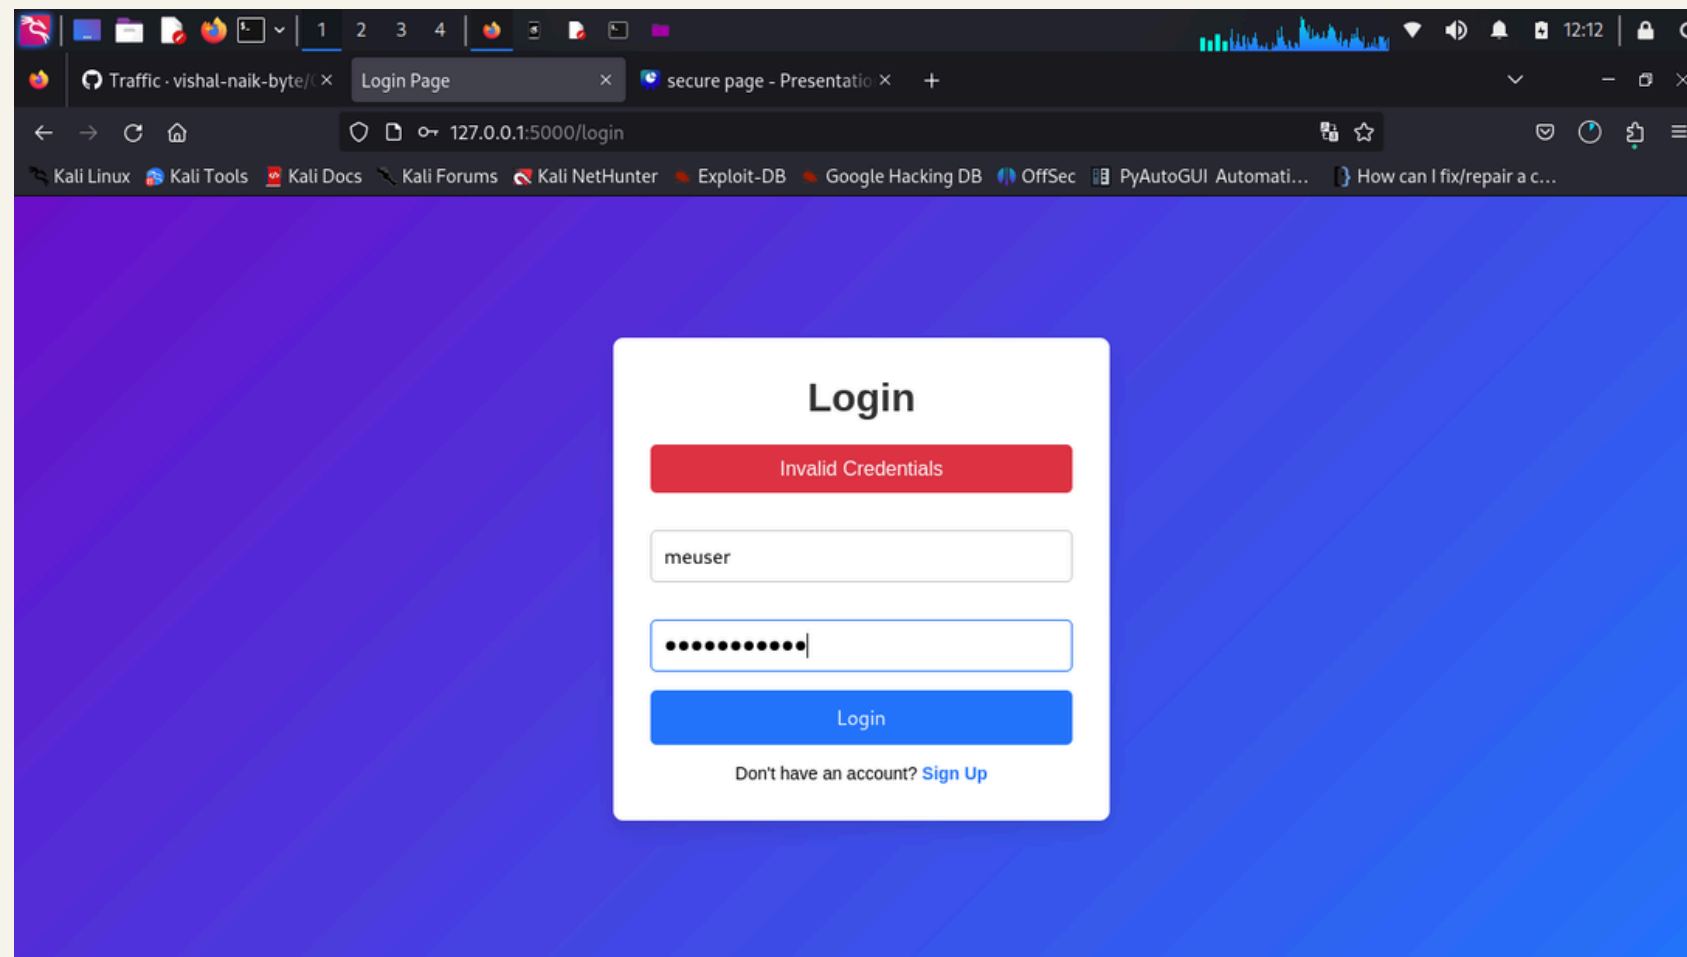 1 2 3 4 12:12
Traffic · vishal-naik-byte/ Login Page secure page - Presentatio
127.0.0.1:5000/login
Kali Linux Kali Tools Kali Docs Kali Forums Kali NetHunter Exploit-DB Google Hacking DB OffSec PyAutoGUI Automati... How can I fix/repair a c...
Login
Invalid Credentials
meuser
Login
Don't have an account? Sign Up